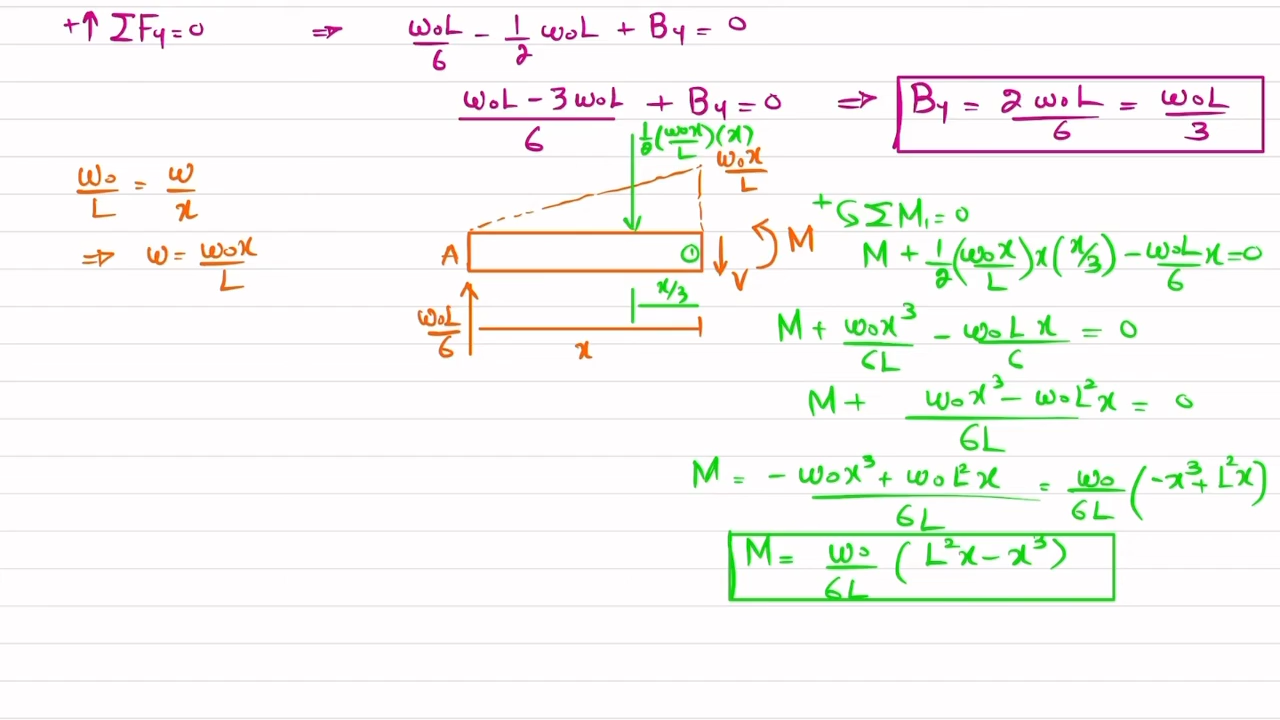 +↑ ΣFy=0 ⇒ w₀L/6 - 1/2 w₀L + By = 0
w₀L - 3w₀L/6 + By = 0 ⇒ By = 2w₀L/6 = w₀L/3
1/2(w₀x/L)(x)
w₀x/L
w₀/L = w/x
⇒ w = w₀x/L
A
①
V
M
w₀L/6
x/3
x
+↺ ΣM₁=0
M + 1/2(w₀x/L)x(x/3) - w₀L/6 x=0
M + w₀x³/6L - w₀Lx/6 = 0
M + w₀x³ - w₀L²x/6L = 0
M = -w₀x³ + w₀L²x/6L = w₀/6L (-x³ + L²x)
M = w₀/6L (L²x - x³)